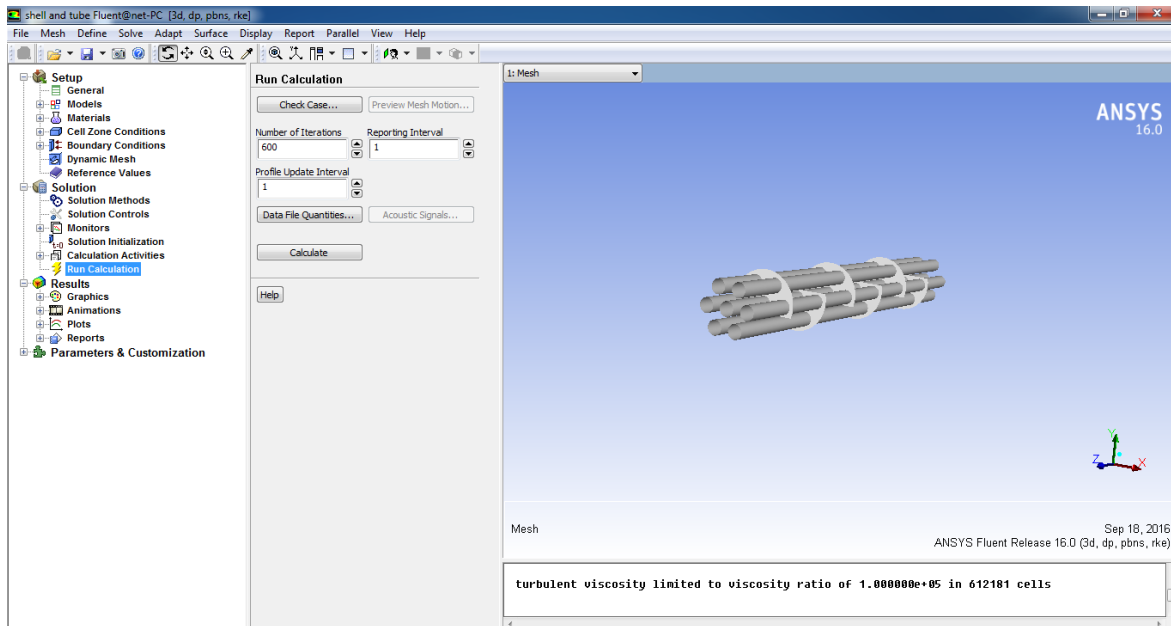 shell and tube Fluent@net-PC [3d, dp, pbns, rke]
File Mesh Define Solve Adapt Surface Display Report Parallel View Help
Setup
General
Models
Materials
Cell Zone Conditions
Boundary Conditions
Dynamic Mesh
Reference Values
Solution
Solution Methods
Solution Controls
Monitors
Solution Initialization
Calculation Activities
Run Calculation
Results
Graphics
Animations
Plots
Reports
Parameters & Customization
Run Calculation
Check Case... Preview Mesh Motion...
Number of Iterations Reporting Interval
600 1
Profile Update Interval
1
Data File Quantities... Acoustic Signals...
Calculate
Help
1: Mesh
ANSYS
16.0
Y
Z X
Mesh Sep 18, 2016
ANSYS Fluent Release 16.0 (3d, dp, pbns, rke)
turbulent viscosity limited to viscosity ratio of 1.000000e+05 in 612181 cells